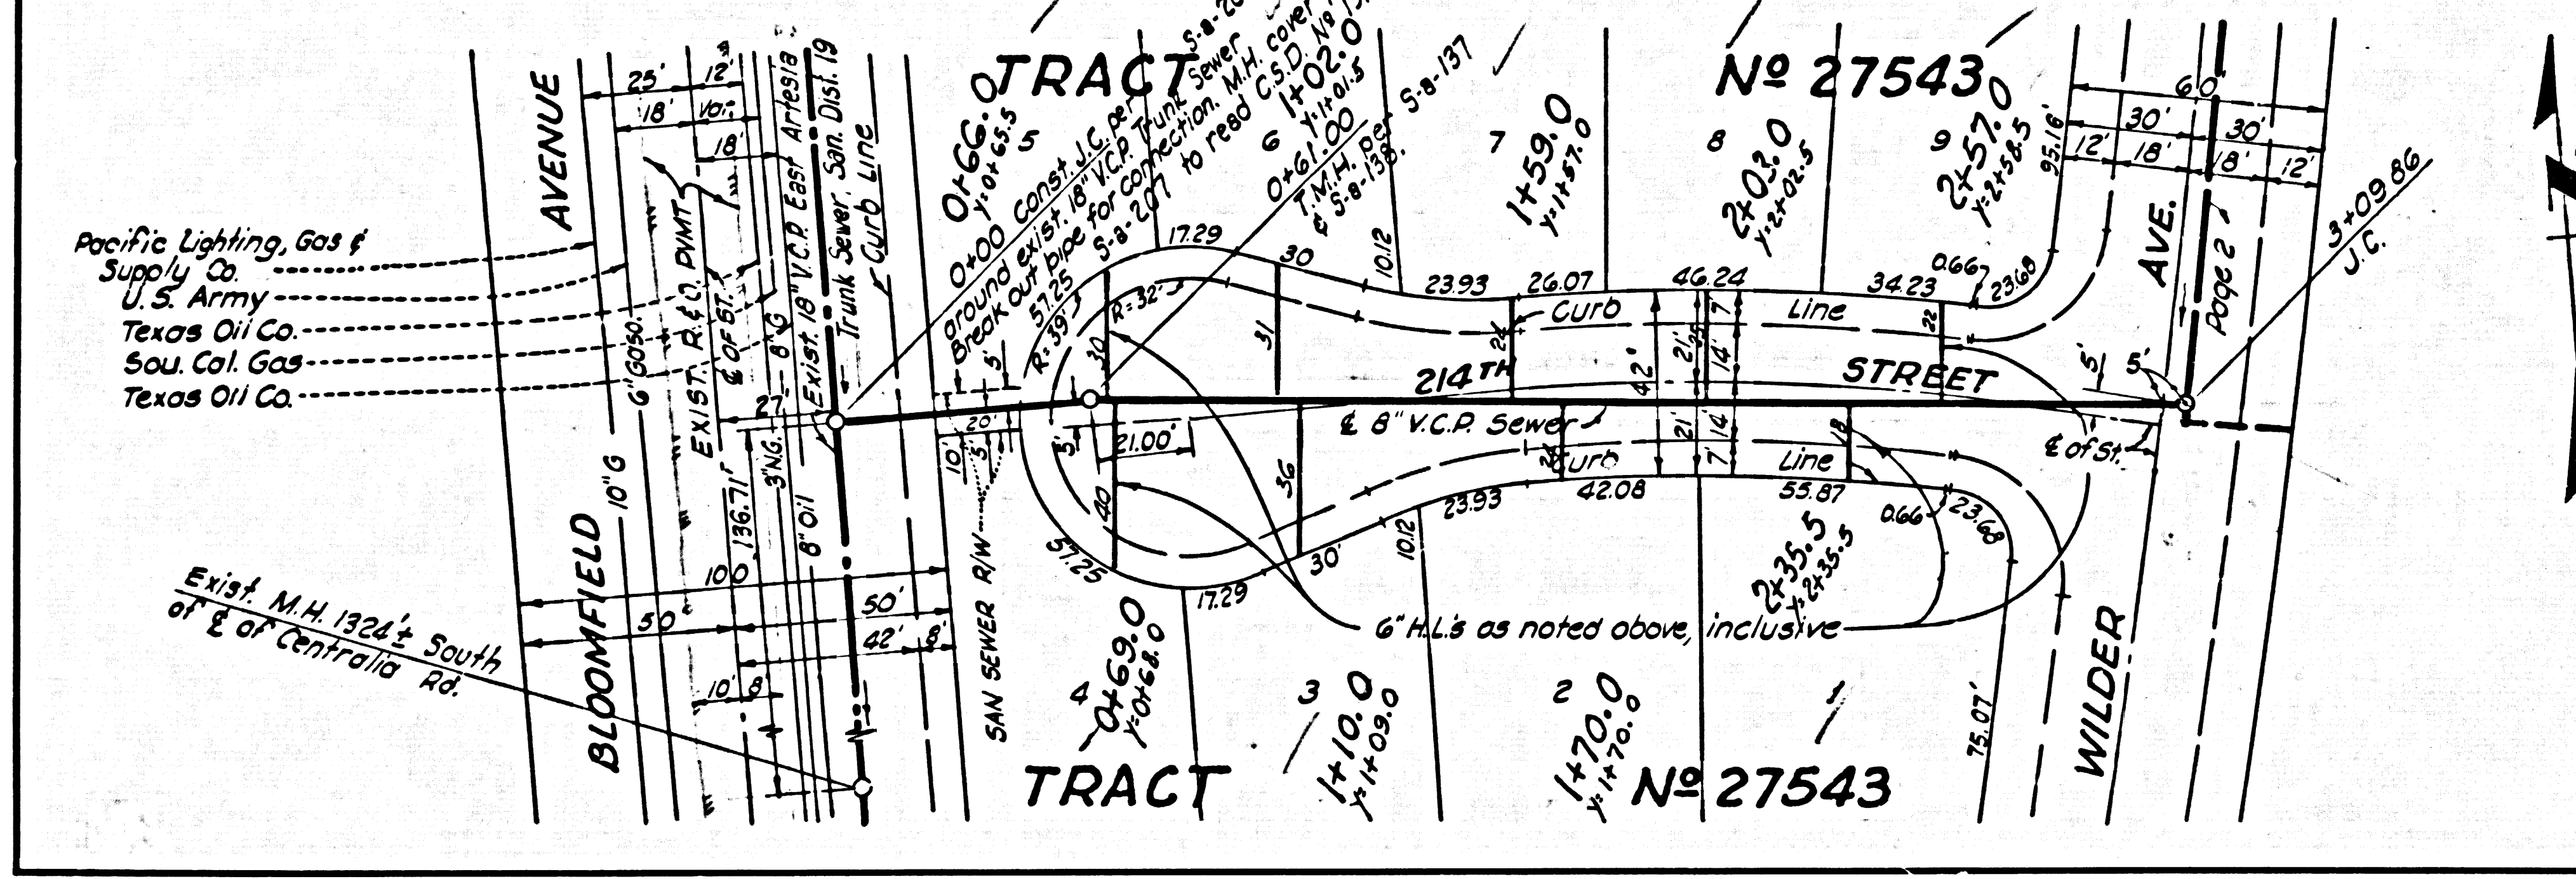 TRACT
Nº 27543
AVENUE
25'
12'
18'
Var.
18'
Trunk Sewer, San. Dist. 19
Curb Line
Exist. 18" V.C.P. East Artesia
0+66.0
Y=0+65.5
5
0+00 Const. J.C. per
around exist. 18" V.C.P. Trunk Sewer
Break out pipe for connection. M.H. cover
S-a-207 to read C.S.D. Nº
1+02.0
Y=1+01.5
6
0+61.00
T.M.H. per S-a-137
& S-a-138.
7
1+59.0
Y=1+57.0
8
2+03.0
Y=2+02.5
9
2+57.0
Y=2+58.5
95.16'
60'
30'
30'
12'
18'
18'
12'
AVE.
Page 2
3+09.86
J.C.
Pacific Lighting, Gas &
Supply Co.
U.S. Army
Texas Oil Co.
Sou. Cal. Gas
Texas Oil Co.
6" Gaso.
EXIST. R. & O. PVMT
℄ OF ST.
8" G
57.25
R=39'
R=32'
17.29
30
10.12
23.93
26.07
46.24
34.23
0.66
23.68
Curb
Line
30
31
24
42'
21'
35
7'
14'
22
214TH
STREET
5'
5'
27'
20'
5'
10'
5'
5'
21.00'
℄ 8" V.C.P. Sewer
21'
14'
7'
18
℄ of St.
Curb
Line
24
40
36
57.25
17.29
30'
10.12
23.93
42.08
55.87
0.66
23.68
10" G
136.71'
3" N.G.
8" Oil
BLOOMFIELD
100
50
50'
42'
8'
10'
8'
SAN SEWER R/W
Exist. M.H. 1324'± South
of ℄ of Centralia Rd.
6" H.L.'s as noted above, inclusive
4
0+69.0
Y=0+68.0
3
1+10.0
Y=1+09.0
2
1+70.0
Y=1+70.0
1
2+35.5
Y=2+35.5
75.07'
WILDER
TRACT
Nº 27543